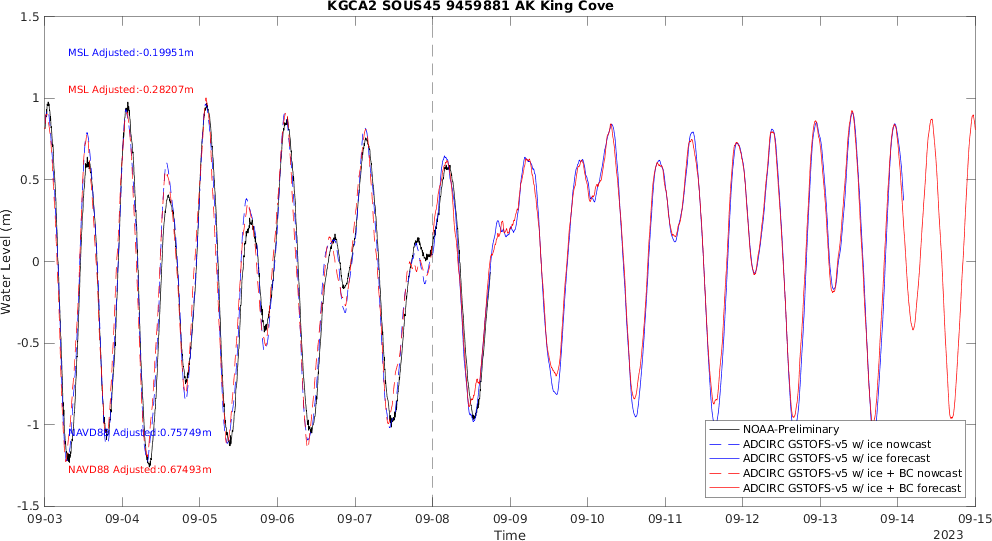 KGCA2 SOUS45 9459881 AK King Cove
1.5
MSL Adjusted:-0.19951m
MSL Adjusted:-0.28207m
1
0.5
0
-0.5
-1
-1.5
Water Level (m)
NAVD88 Adjusted:0.75749m
NAVD88 Adjusted:0.67493m
NOAA-Preliminary
ADCIRC GSTOFS-v5 w/ ice nowcast
ADCIRC GSTOFS-v5 w/ ice forecast
ADCIRC GSTOFS-v5 w/ ice + BC nowcast
ADCIRC GSTOFS-v5 w/ ice + BC forecast
09-03 09-04 09-05 09-06 09-07 09-08 09-09 09-10 09-11 09-12 09-13 09-14 09-15
Time
2023